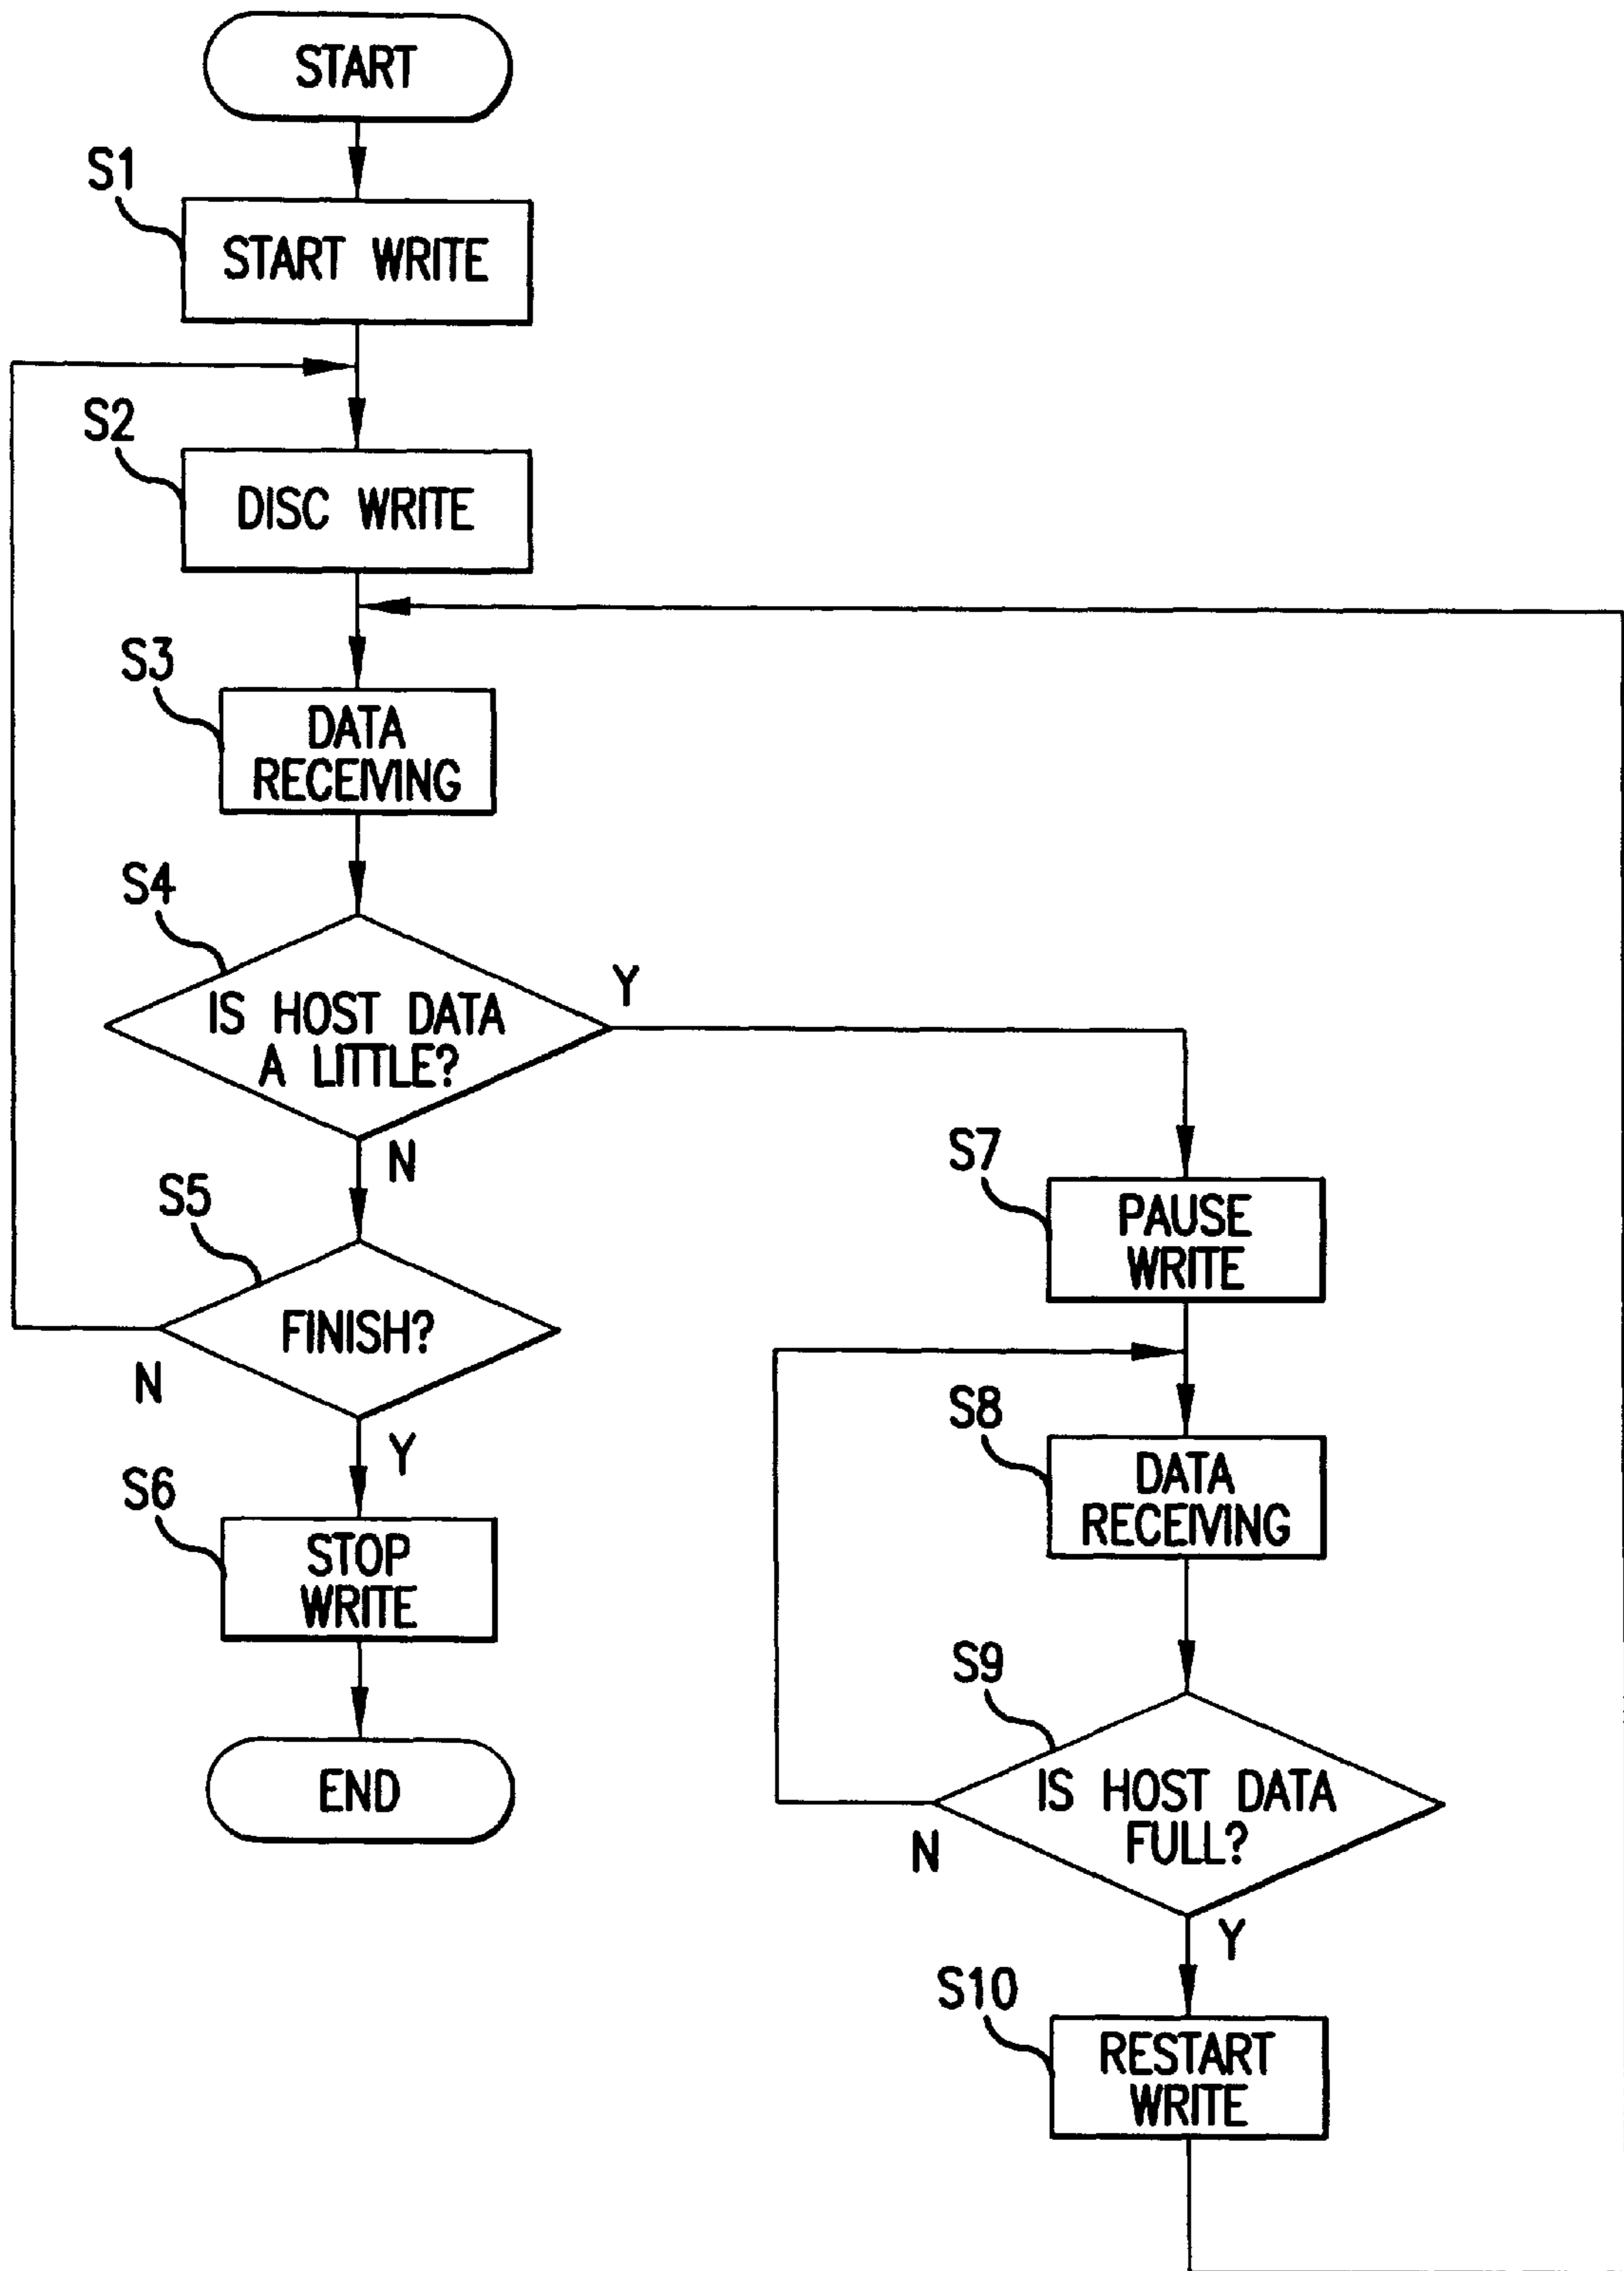 START
S1
START WRITE
S2
DISC WRITE
S3
DATA
RECEIVING
S4
IS HOST DATA
A LITTLE?
Y
N
S5
FINISH?
N
Y
S6
STOP
WRITE
END
S7
PAUSE
WRITE
S8
DATA
RECEIVING
S9
IS HOST DATA
FULL?
N
Y
S10
RESTART
WRITE